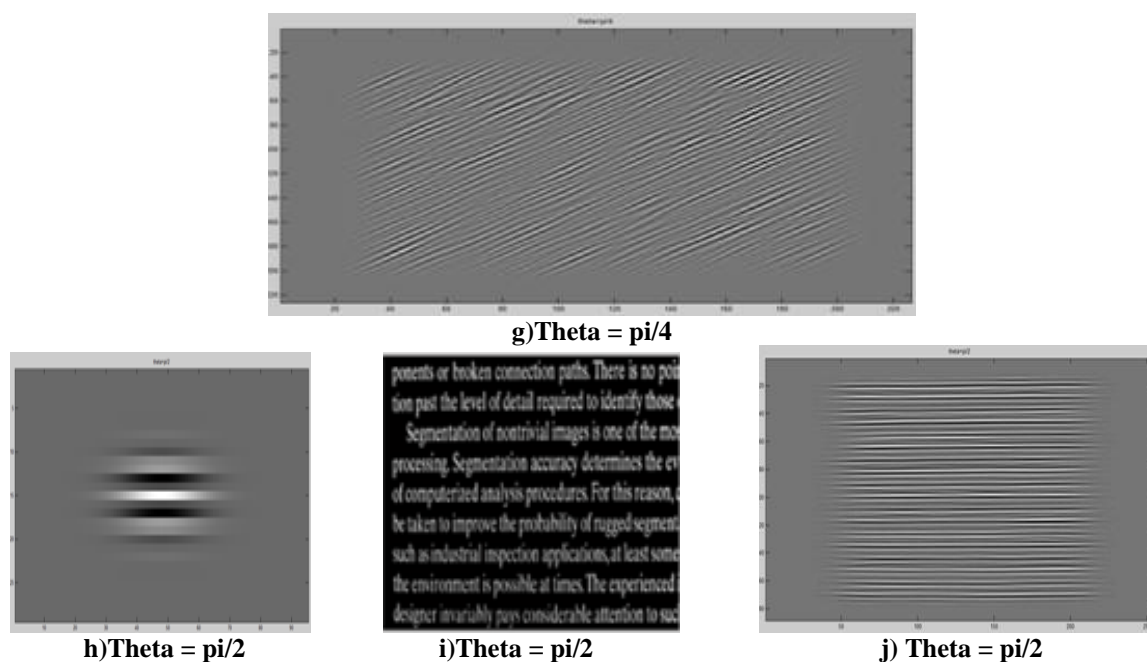 g)Theta = pi/4
ponents or broken connection paths. There is no poin
tion past the level of detail required to identify those
Segmentation of nontrivial images is one of the mos
processing. Segmentation accuracy determines the ev
of computerized analysis procedures. For this reason,
be taken to improve the probability of rugged segment
such as industrial inspection applications, at least some
the environment is possible at times. The experienced
designer invariably pays considerable attention to suc
h)Theta = pi/2
i)Theta = pi/2
j) Theta = pi/2